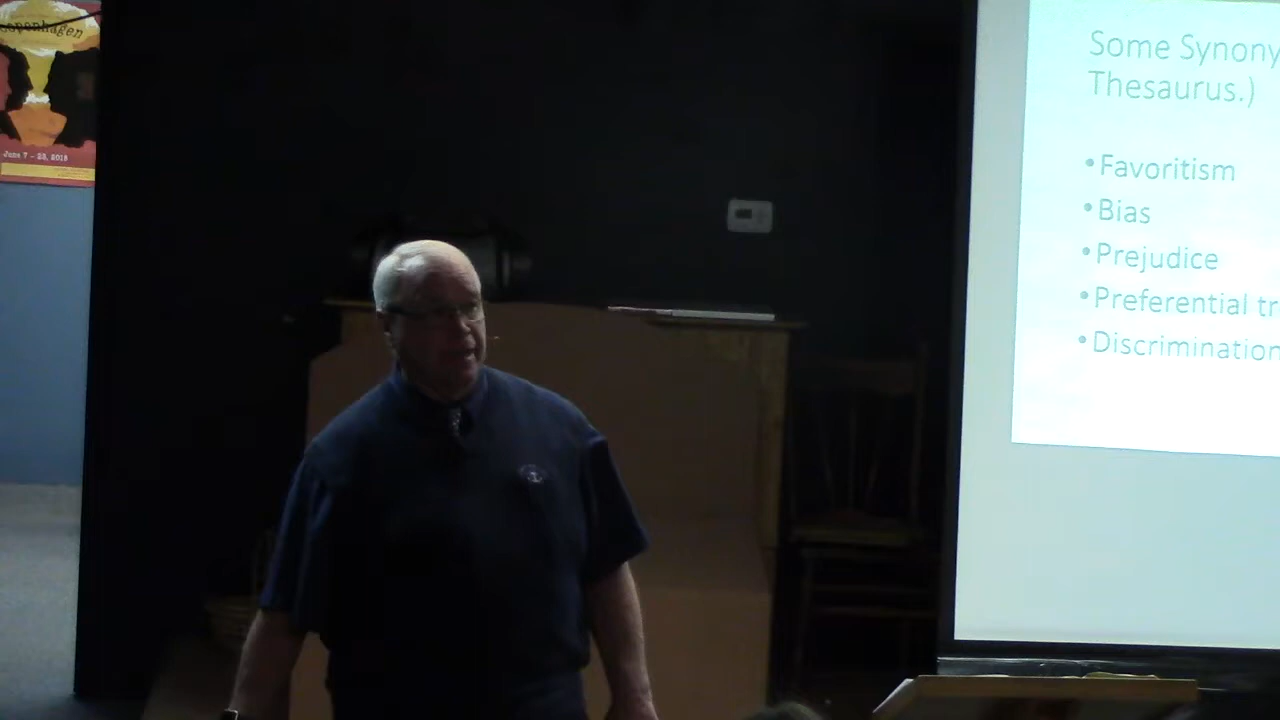 Copenhagen
June 7 - 23, 2018
Some Synony
Thesaurus.)
•Favoritism
•Bias
•Prejudice
•Preferential tr
•Discrimination